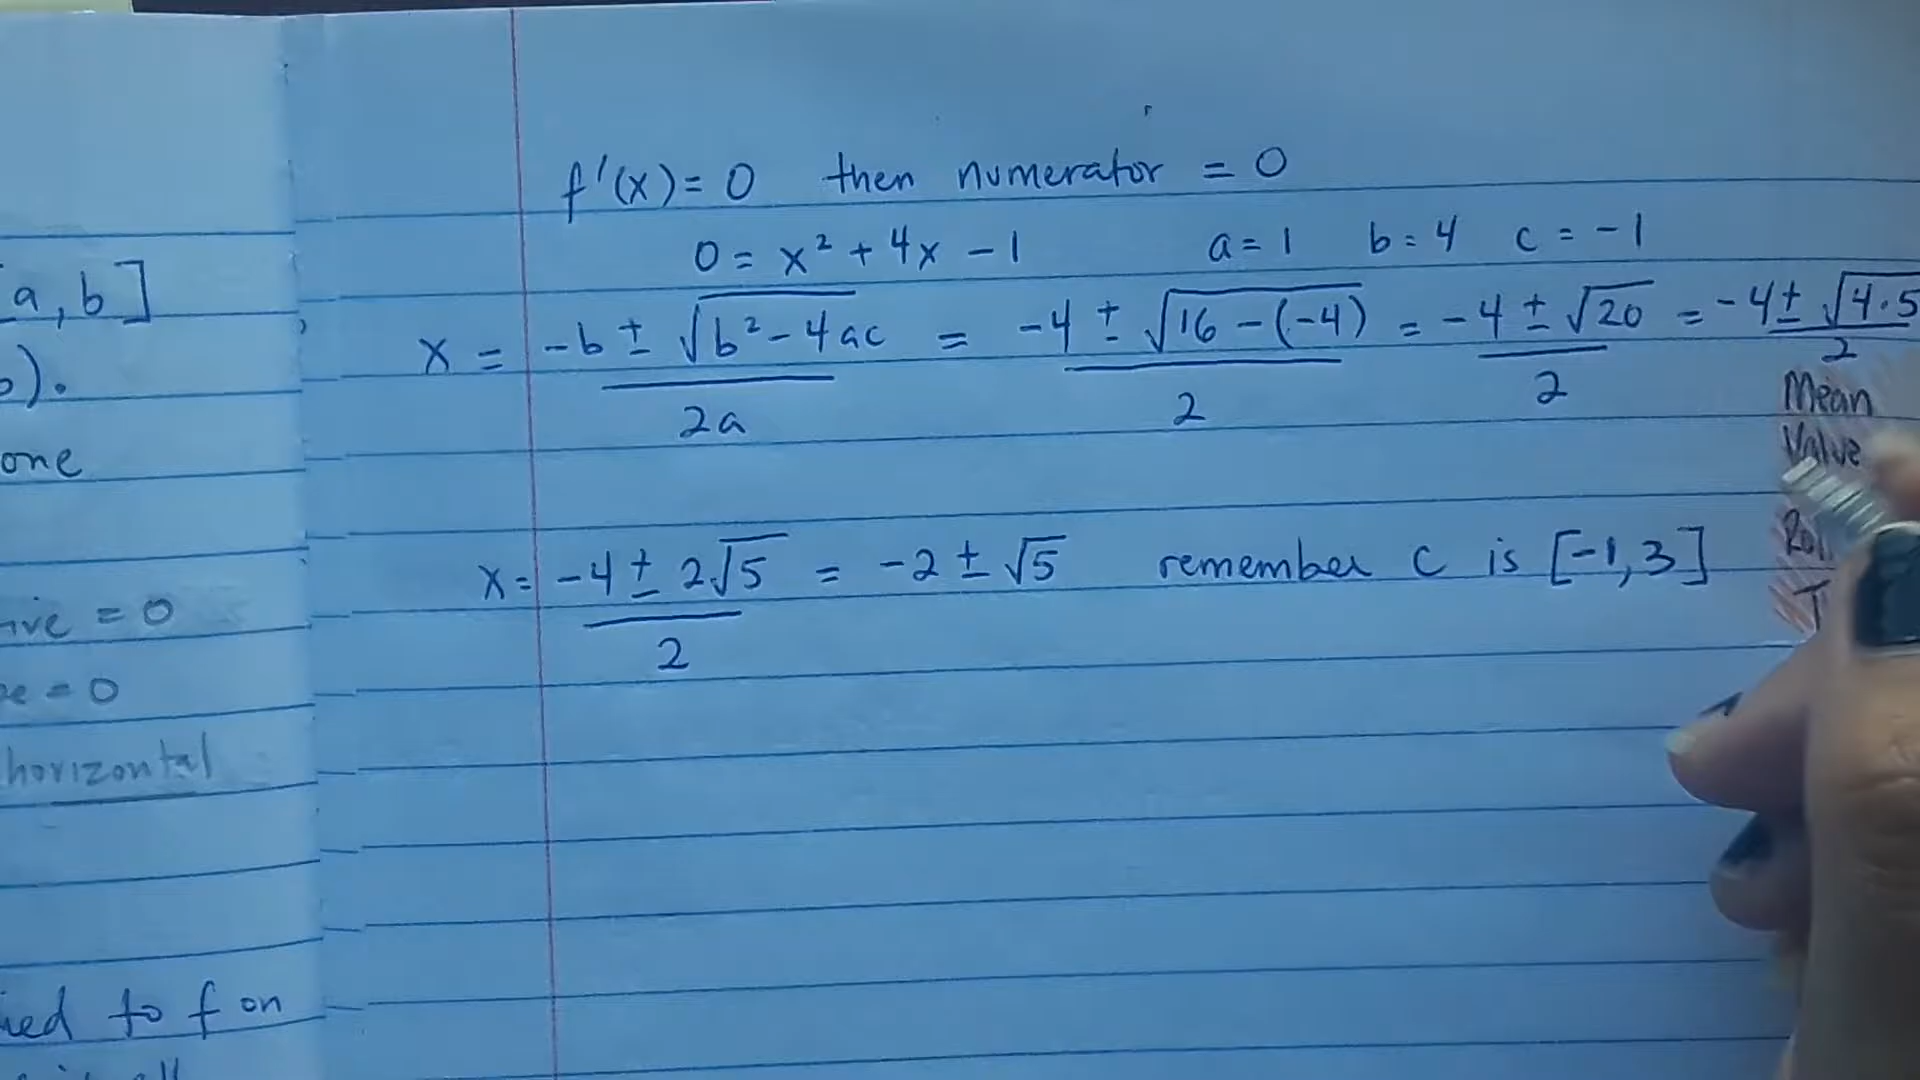 a, b]
).
one
= 0
= 0
horizontal
to f on
f'(x) = 0 then numerator = 0
0 = x² + 4x - 1 a = 1 b = 4 c = -1
x = -b ± √(b² - 4ac) / 2a = -4 ± √(16 - (-4)) / 2 = -4 ± √20 / 2 = -4 ± √(4·5) / 2
Mean
Value
x = -4 ± 2√5 / 2 = -2 ± √5 remember c is [-1, 3]